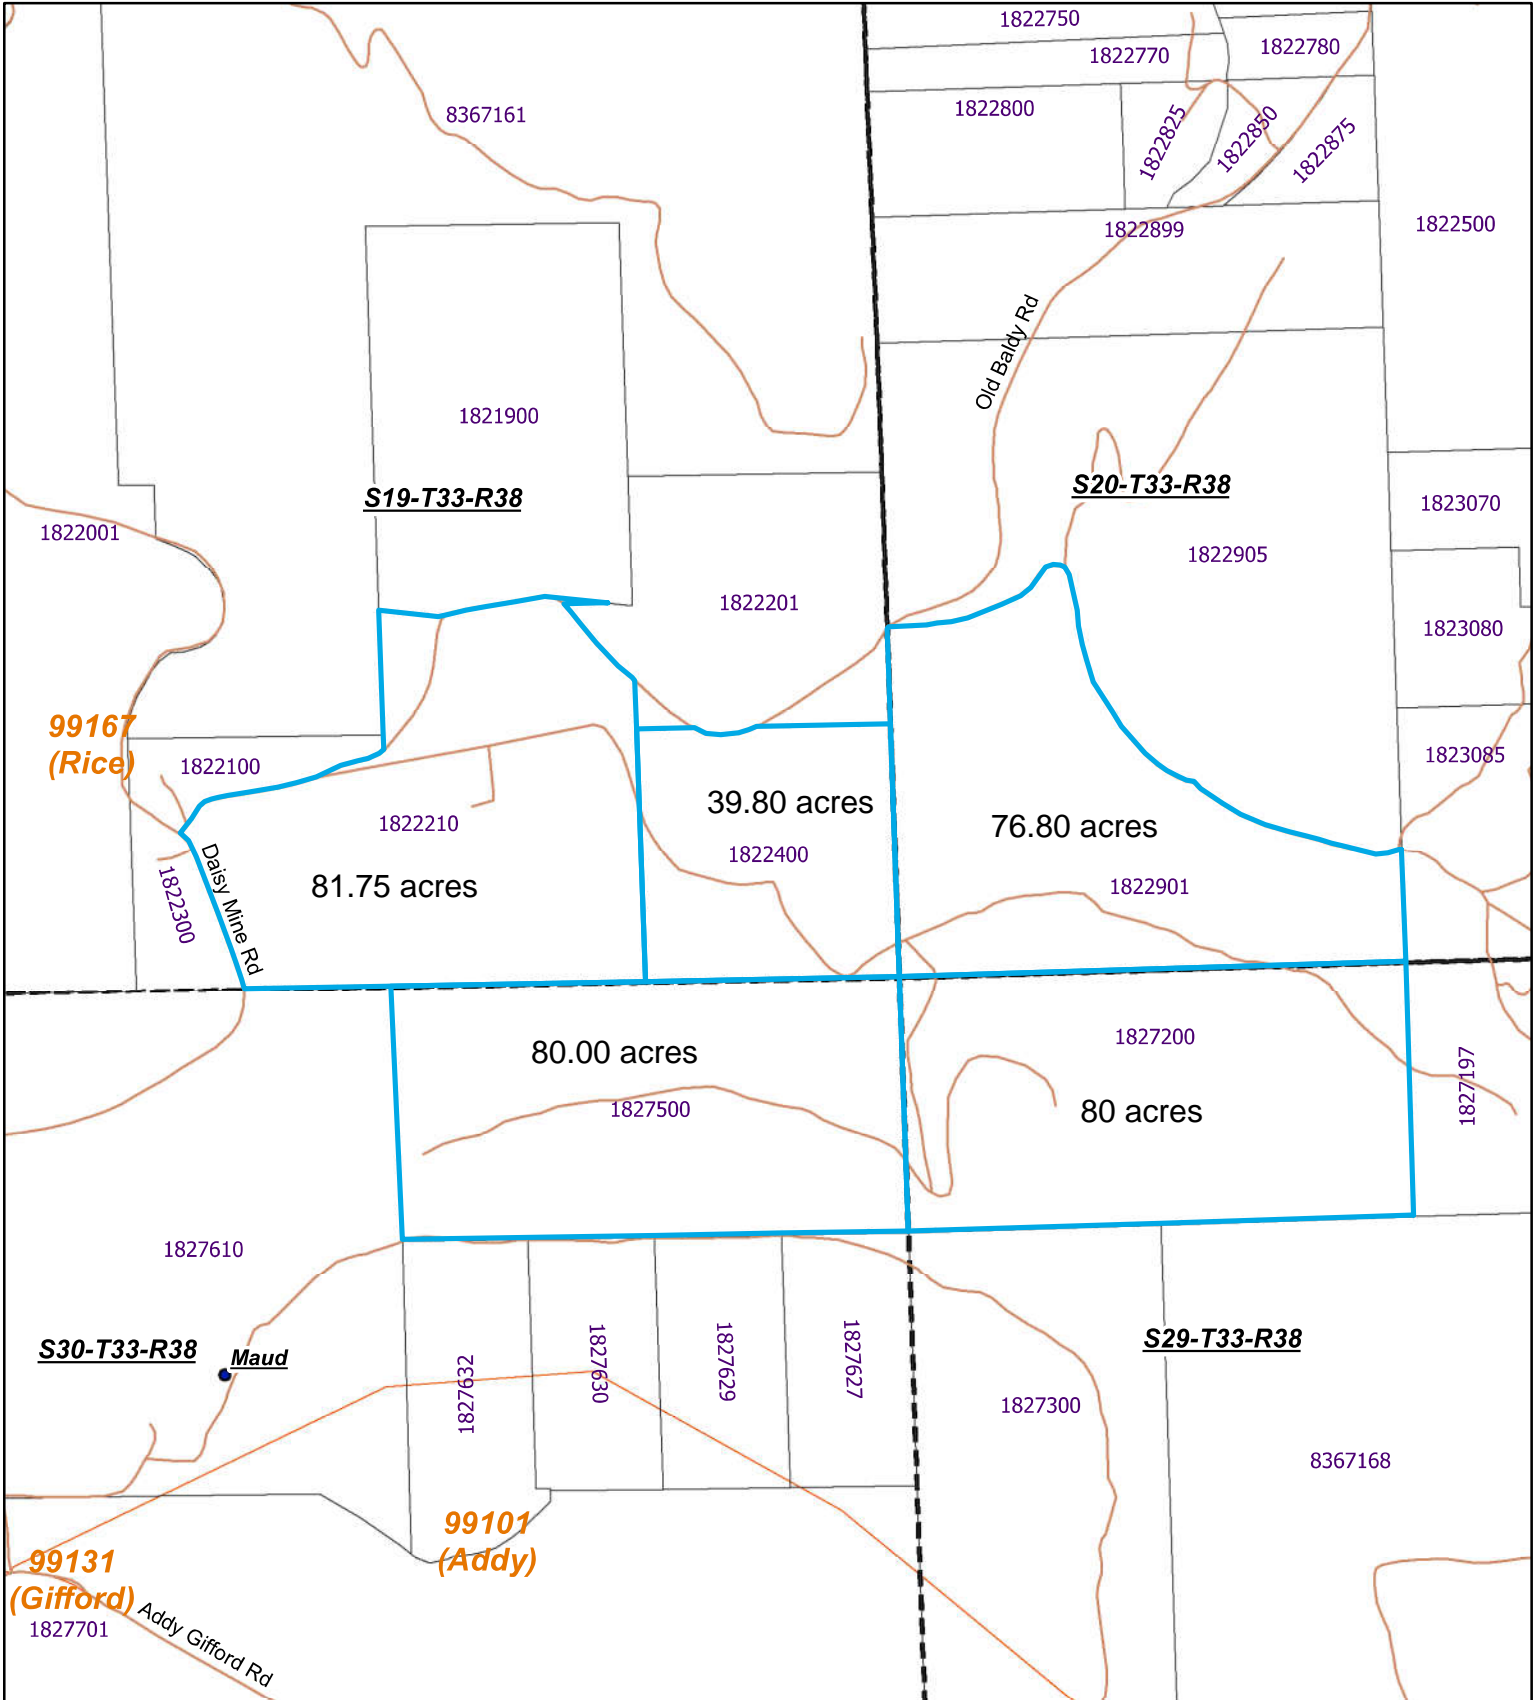 1822750
1822770
1822780
8367161
1822800
1822825
1822850
1822875
1822899
1822500
Old Baldy Rd
1821900
S19-T33-R38
S20-T33-R38
1823070
1822001
1822905
1822201
1823080
99167
(Rice)
1822100
1823085
39.80 acres
76.80 acres
1822210
1822400
81.75 acres
1822901
1822300
Daisy Mine Rd
80.00 acres
1827200
1827197
1827500
80 acres
1827610
S30-T33-R38
Maud
1827632
1827630
1827629
1827627
S29-T33-R38
1827300
8367168
99101
(Addy)
99131
(Gifford)
1827701
Addy Gifford Rd